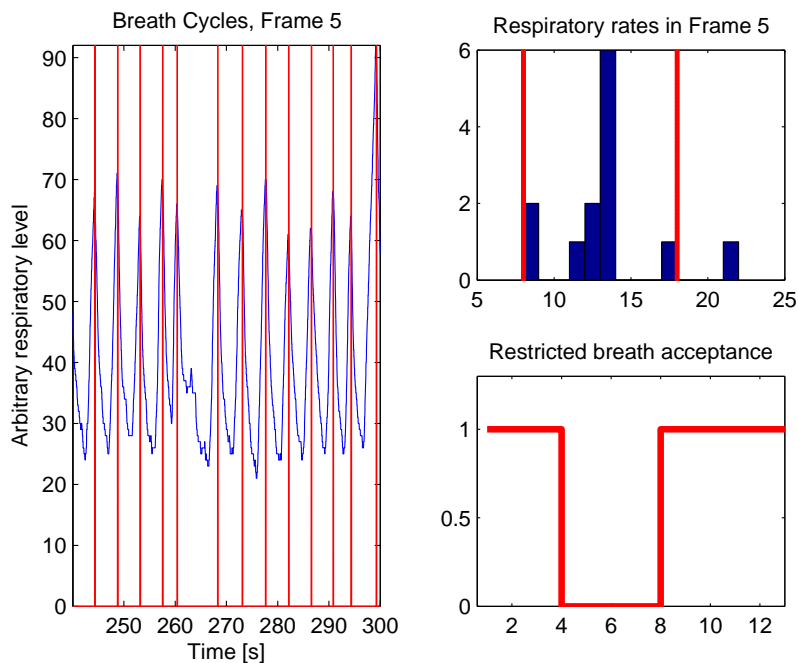 Breath Cycles, Frame 5
90
80
70
60
50
40
30
20
10
0
250 260 270 280 290 300
Time [s]
Arbitrary respiratory level
Respiratory rates in Frame 5
6
4
2
0
5 10 15 20 25
Restricted breath acceptance
1
0.5
0
2 4 6 8 10 12